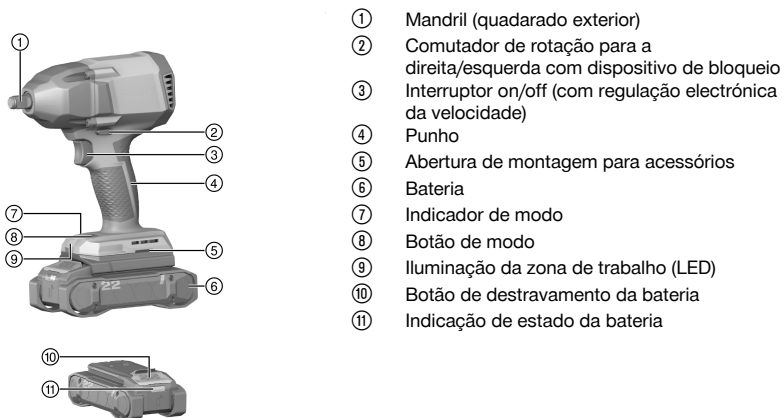 ① Mandril (quadarado exterior)
② Comutador de rotação para a
direita/esquerda com dispositivo de bloqueio
③ Interruptor on/off (com regulação electrónica
da velocidade)
④ Punho
⑤ Abertura de montagem para acessórios
⑥ Bateria
⑦ Indicador de modo
⑧ Botão de modo
⑨ Iluminação da zona de trabalho (LED)
⑩ Botão de destravamento da bateria
⑪ Indicação de estado da bateria
①
②
③
④
⑦
⑧
⑨
⑤
⑥
22
⑩
⑪